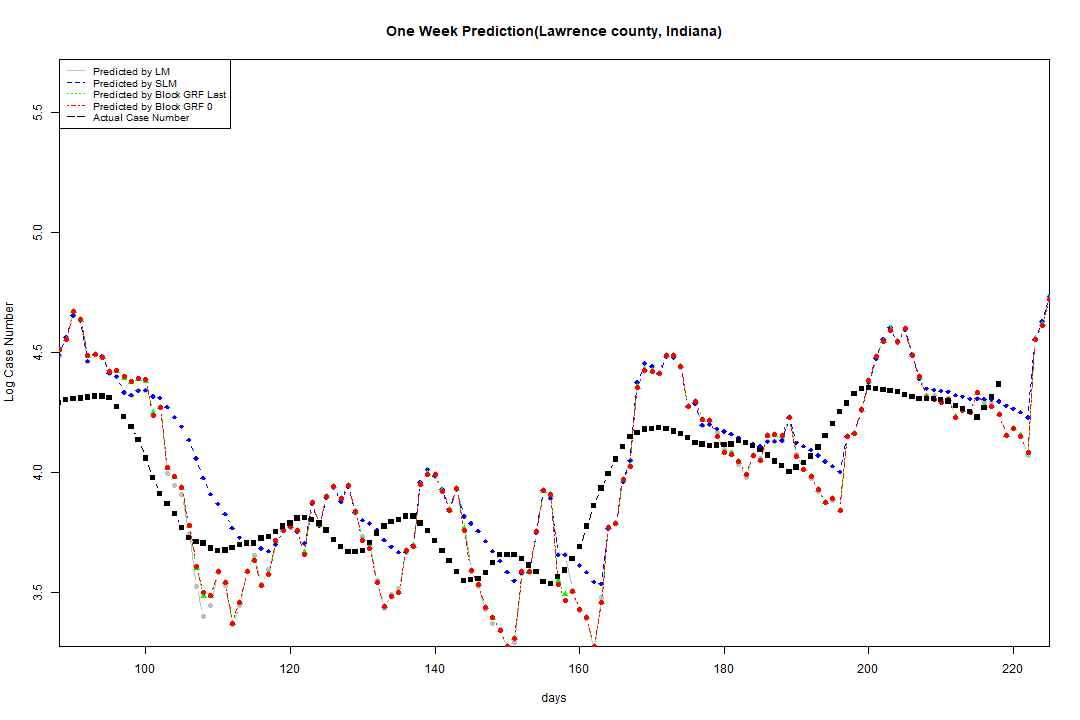 One Week Prediction(Lawrence county, Indiana)
Predicted by LM
Predicted by SLM
Predicted by Block GRF Last
Predicted by Block GRF 0
Actual Case Number
5.5
5.0
4.5
4.0
3.5
Log Case Number
100 120 140 160 180 200 220
days